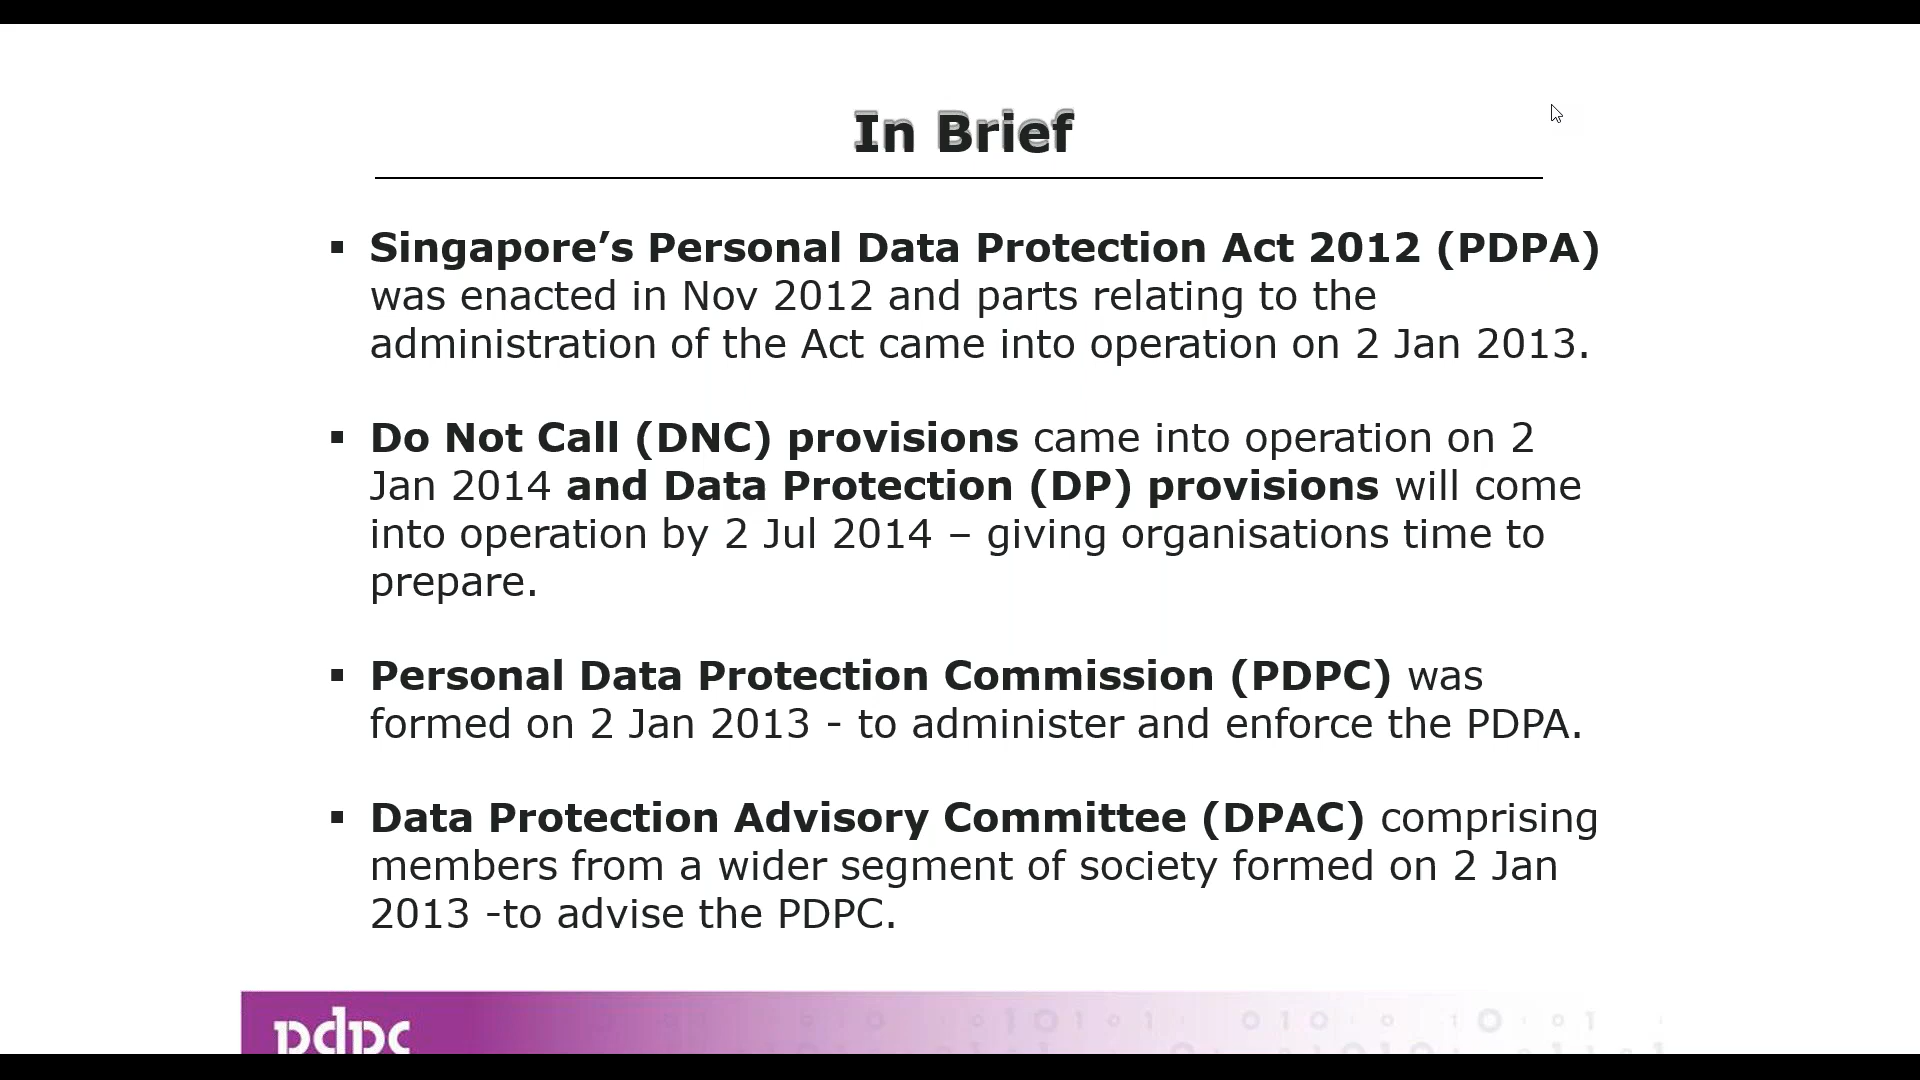 In Brief
▪ Singapore’s Personal Data Protection Act 2012 (PDPA)
was enacted in Nov 2012 and parts relating to the
administration of the Act came into operation on 2 Jan 2013.
▪ Do Not Call (DNC) provisions came into operation on 2
Jan 2014 and Data Protection (DP) provisions will come
into operation by 2 Jul 2014 – giving organisations time to
prepare.
▪ Personal Data Protection Commission (PDPC) was
formed on 2 Jan 2013 - to administer and enforce the PDPA.
▪ Data Protection Advisory Committee (DPAC) comprising
members from a wider segment of society formed on 2 Jan
2013 -to advise the PDPC.
pdpc